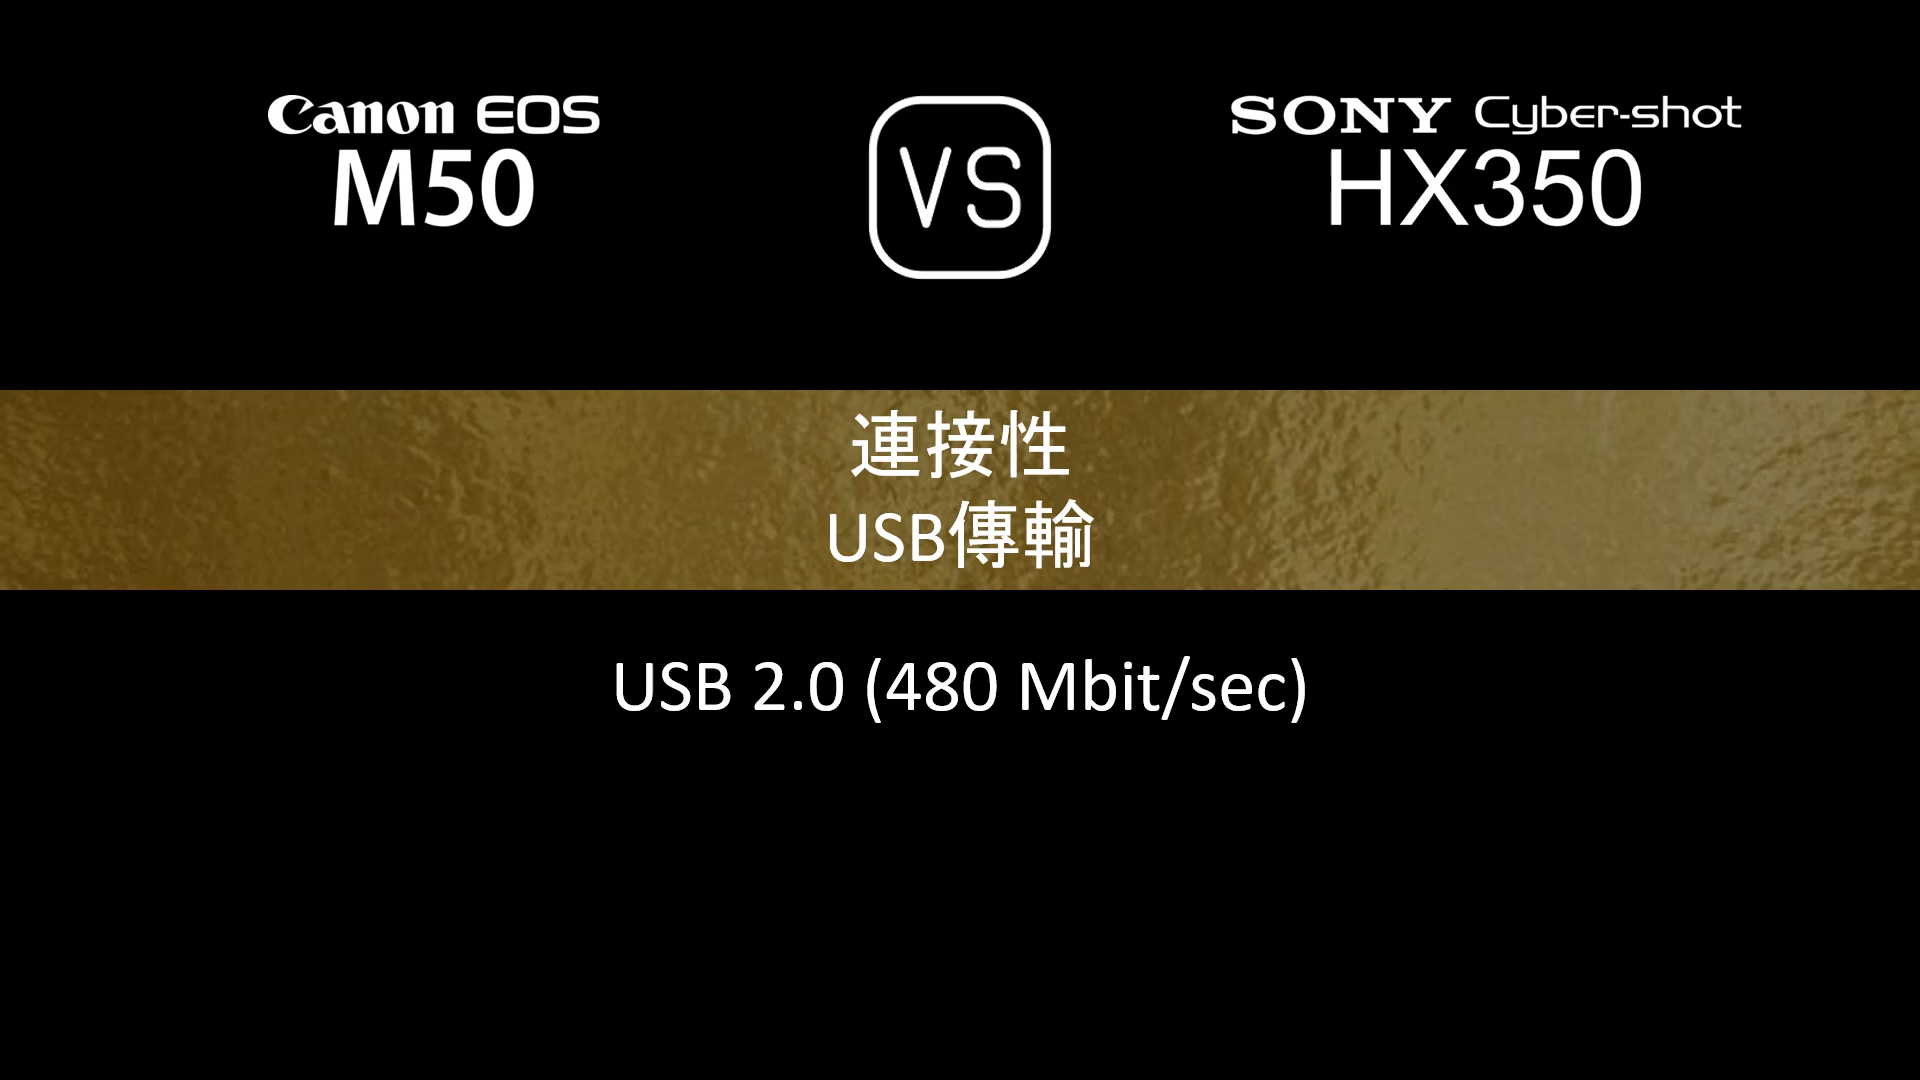 Canon EOS
M50
VS
SONY Cyber-shot
HX350
連接性
USB傳輸
USB 2.0 (480 Mbit/sec)